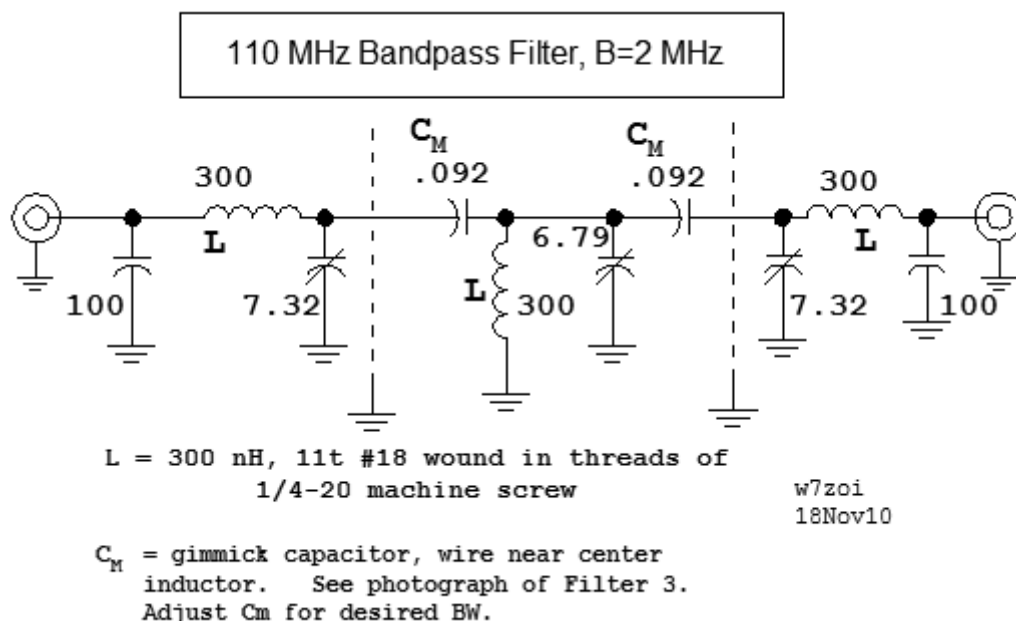 110 MHz Bandpass Filter, B=2 MHz
C_M
C_M
.092
.092
300
300
L
6.79
L
L
300
100
7.32
7.32
100
L = 300 nH, 11t #18 wound in threads of
1/4-20 machine screw
w7zoi
18Nov10
C_M = gimmick capacitor, wire near center
inductor. See photograph of Filter 3.
Adjust Cm for desired BW.